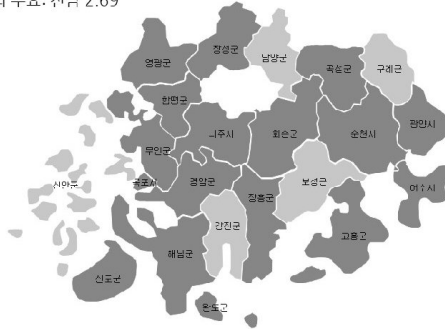 영광군
장성군
담양군
곡성군
구례군
함평군
나주시
화순군
순천시
광양시
무안군
신안군
목포시
영암군
장흥군
보성군
여수시
강진군
고흥군
해남군
진도군
완도군